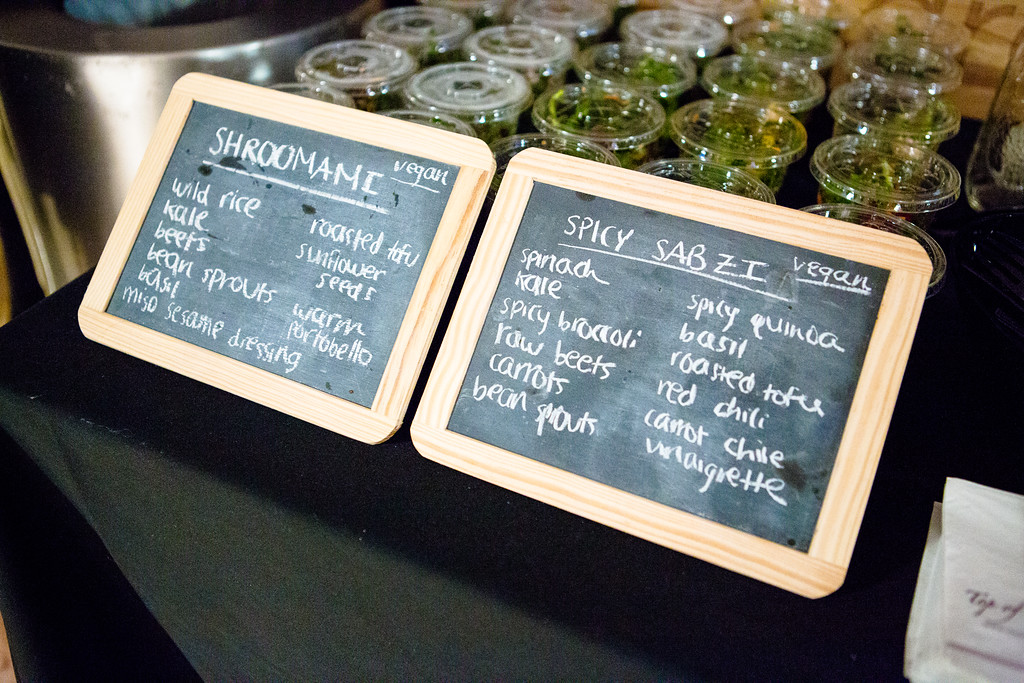 SHROOMAMI
vegan
wild rice
kale
beets
bean sprouts
basil
miso sesame dressing
roasted tofu
sunflower
seeds
warm
portobello
SPICY SABZI
vegan
spinach
kale
spicy broccoli
raw beets
carrots
bean sprouts
spicy quinoa
basil
roasted tofu
red chili
carrot chile
vinaigrette
Top of